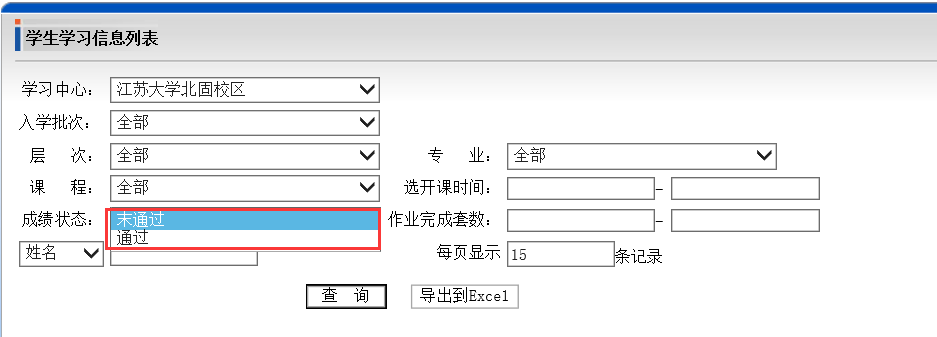 学生学习信息列表
学习中心： 江苏大学北固校区
入学批次： 全部
层 次： 全部 专 业： 全部
课 程： 全部 选开课时间： -
成绩状态： 末通过 作业完成套数： -
通过
姓名 每页显示 15 条记录
查 询 导出到Excel